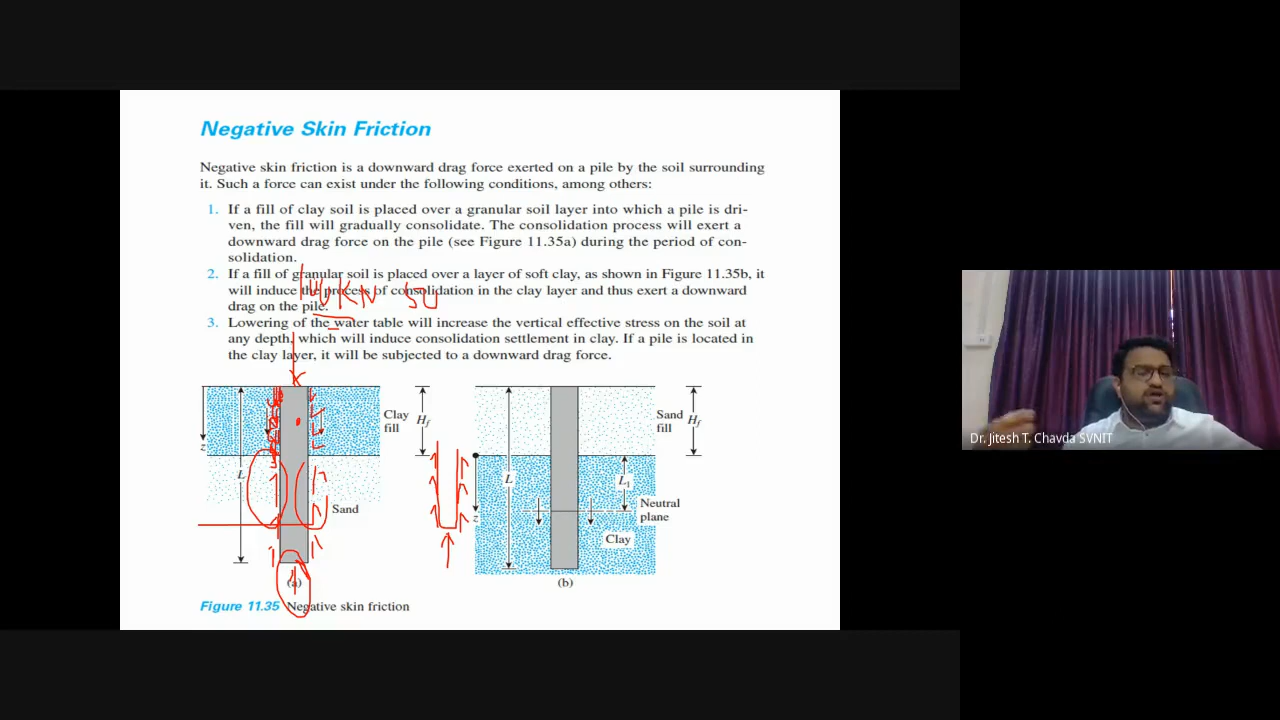 Negative Skin Friction
Negative skin friction is a downward drag force exerted on a pile by the soil surrounding
it. Such a force can exist under the following conditions, among others:
1. If a fill of clay soil is placed over a granular soil layer into which a pile is dri-
ven, the fill will gradually consolidate. The consolidation process will exert a
downward drag force on the pile (see Figure 11.35a) during the period of con-
solidation.
2. If a fill of granular soil is placed over a layer of soft clay, as shown in Figure 11.35b, it
will induce the process of consolidation in the clay layer and thus exert a downward
drag on the pile.
3. Lowering of the water table will increase the vertical effective stress on the soil at
any depth, which will induce consolidation settlement in clay. If a pile is located in
the clay layer, it will be subjected to a downward drag force.
KN 50
Clay
fill
Hf
z
L
Sand
(a)
Sand
fill
Hf
L
L1
z
Neutral
plane
Clay
(b)
Figure 11.35 Negative skin friction
Dr. Jitesh T. Chavda SVNIT